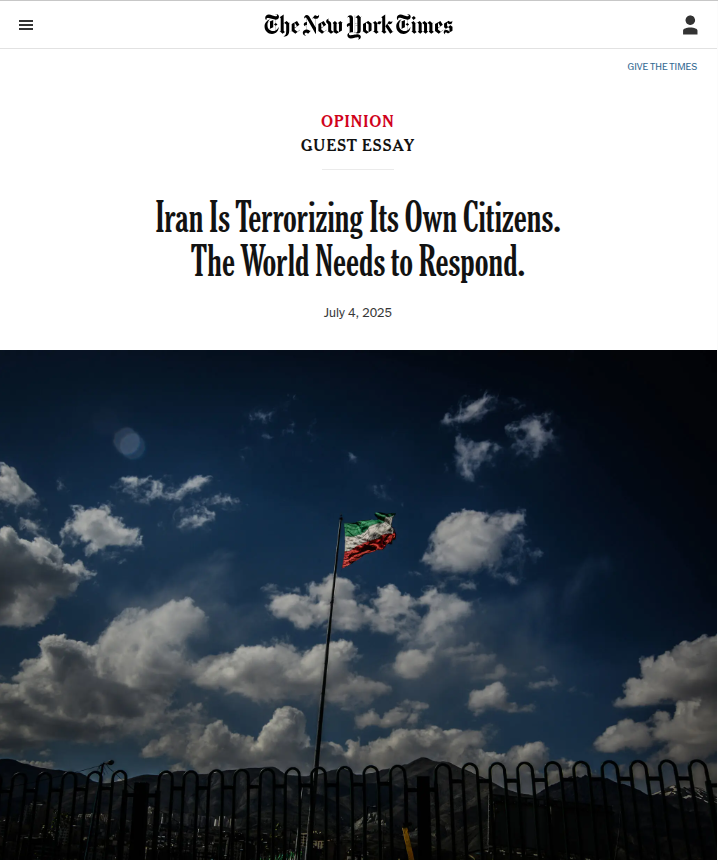 The New York Times
GIVE THE TIMES
OPINION
GUEST ESSAY
Iran Is Terrorizing Its Own Citizens.
The World Needs to Respond.
July 4, 2025